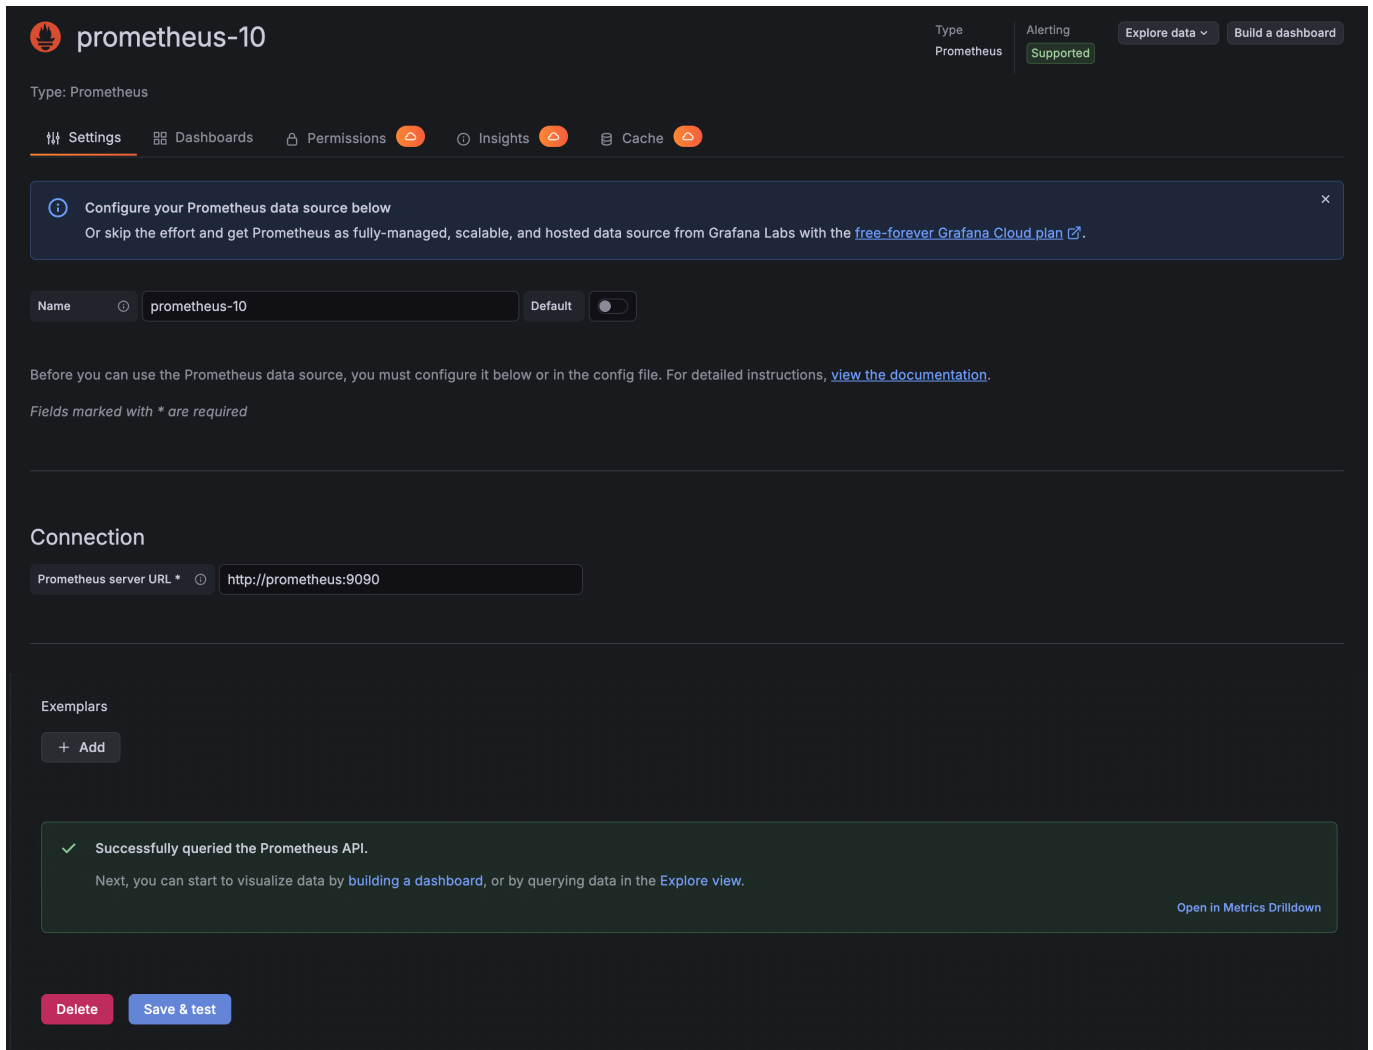 prometheus-10
Type
Prometheus
Alerting
Supported
Explore data
Build a dashboard
Type: Prometheus
Settings
Dashboards
Permissions
Insights
Cache
Configure your Prometheus data source below
Or skip the effort and get Prometheus as fully-managed, scalable, and hosted data source from Grafana Labs with the free-forever Grafana Cloud plan.
Name
prometheus-10
Default
Before you can use the Prometheus data source, you must configure it below or in the config file. For detailed instructions, view the documentation.
Fields marked with * are required
Connection
Prometheus server URL *
http://prometheus:9090
Exemplars
+ Add
Successfully queried the Prometheus API.
Next, you can start to visualize data by building a dashboard, or by querying data in the Explore view.
Open in Metrics Drilldown
Delete
Save & test